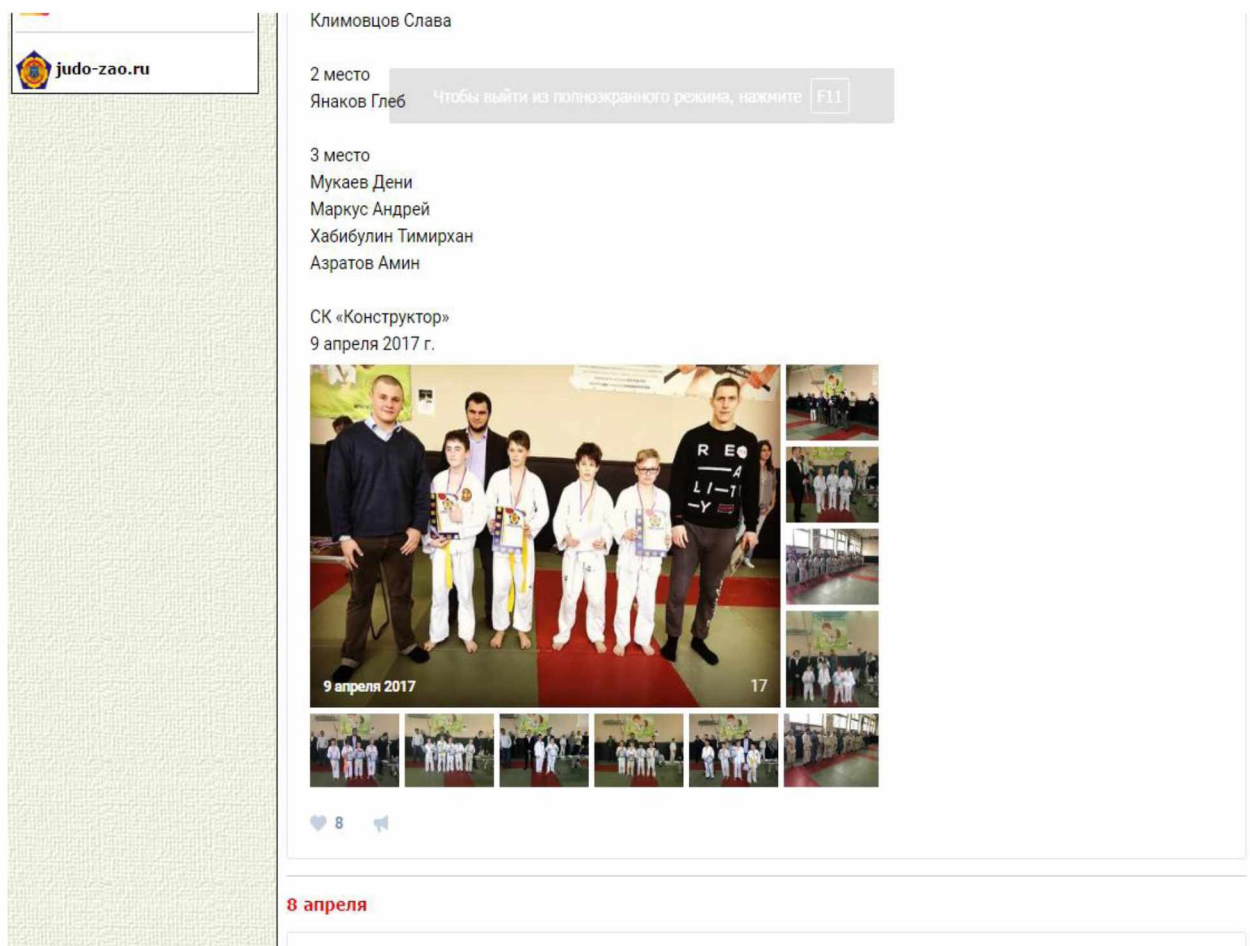 Климовцов Слава
judo-zao.ru
2 место
Янаков Глеб
Чтобы выйти из полноэкранного режима, нажмите F11
3 место
Мукаев Дени
Маркус Андрей
Хабибулин Тимирхан
Азратов Амин
СК «Конструктор»
9 апреля 2017 г.
R E
A
L I — T
— Y
9 апреля 2017
17
8
8 апреля